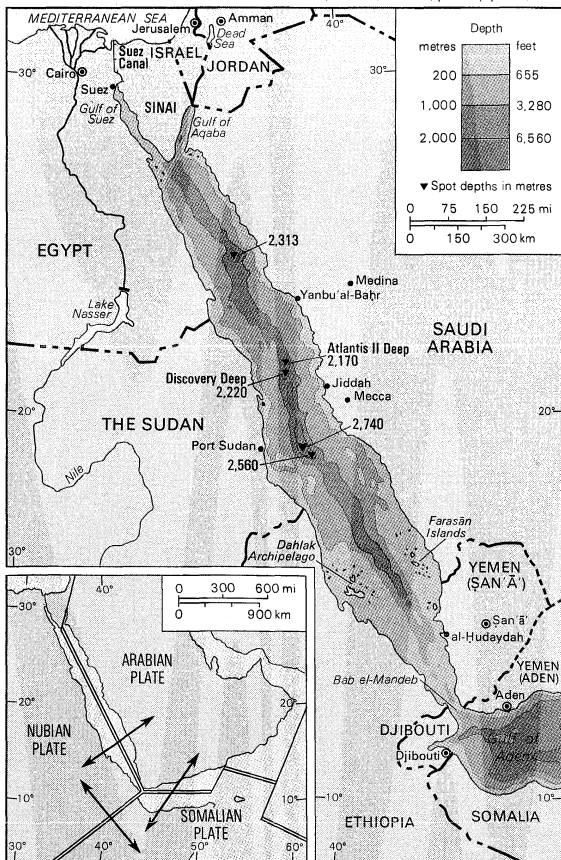 MEDITERRANEAN SEA
Jerusalem
Amman
Dead
Sea
40°
Suez
Canal
ISRAEL
JORDAN
Cairo
30°
30°
Suez
SINAI
Gulf of
Suez
Gulf of
Aqaba
Depth
metres
feet
200
655
1,000
3,280
2,000
6,560
▼ Spot depths in metres
0 75 150 225 mi
0 150 300 km
EGYPT
2,313
Medina
Yanbu'al-Baḥr
Lake
Nasser
SAUDI
ARABIA
Atlantis II Deep
2,170
Discovery Deep
2,220
Jiddah
Mecca
20°
20°
THE SUDAN
2,740
Port Sudan
2,560
Nile
Farasān
Islands
Dahlak
Archipelago
30°
YEMEN
(ṢAN'Ā')
Ṣan'ā'
al-Ḥudaydah
YEMEN
(ADEN)
Bab el-Mandeb
Aden
DJIBOUTI
Gulf of
Aden
Djibouti
10°
40°
10°
ETHIOPIA
SOMALIA
30°
40°
0 300 600 mi
0 900 km
ARABIAN
PLATE
20°
20°
NUBIAN
PLATE
10°
10°
SOMALIAN
PLATE
30°
40°
50°
60°